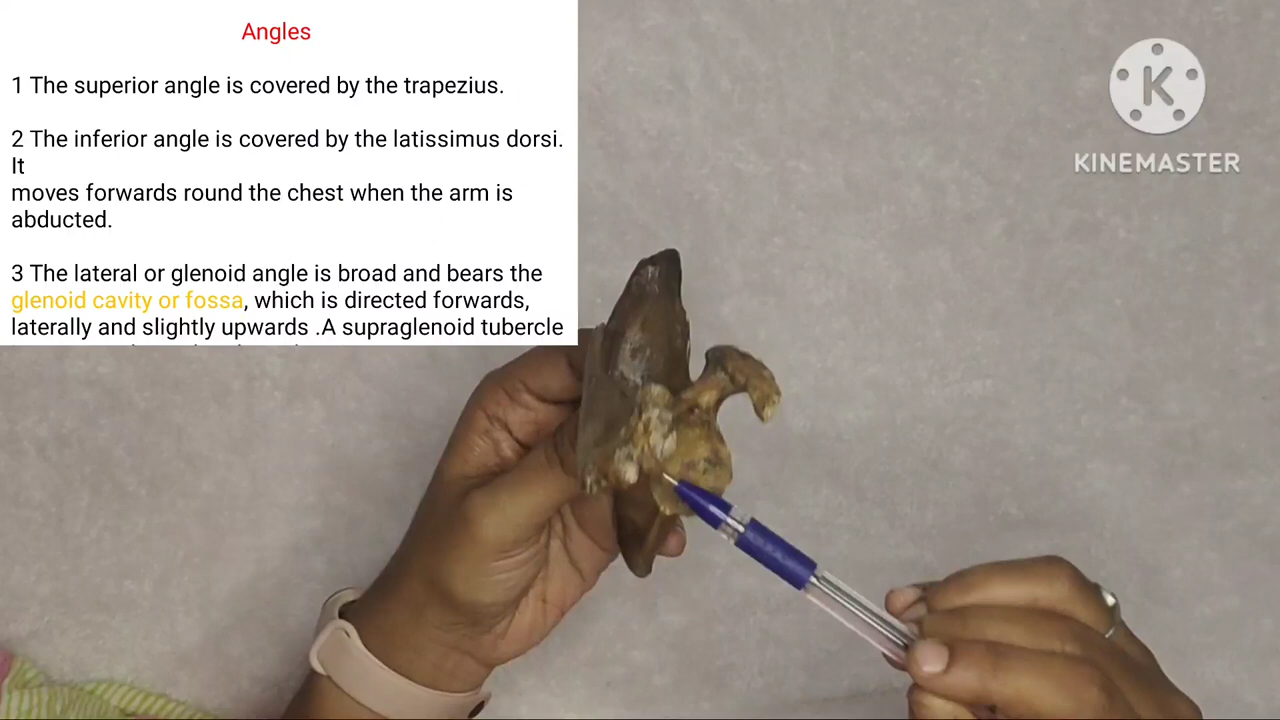 Angles
1 The superior angle is covered by the trapezius.
2 The inferior angle is covered by the latissimus dorsi.
It
moves forwards round the chest when the arm is
abducted.
3 The lateral or glenoid angle is broad and bears the
glenoid cavity or fossa, which is directed forwards,
laterally and slightly upwards .A supraglenoid tubercle
K
KINEMASTER